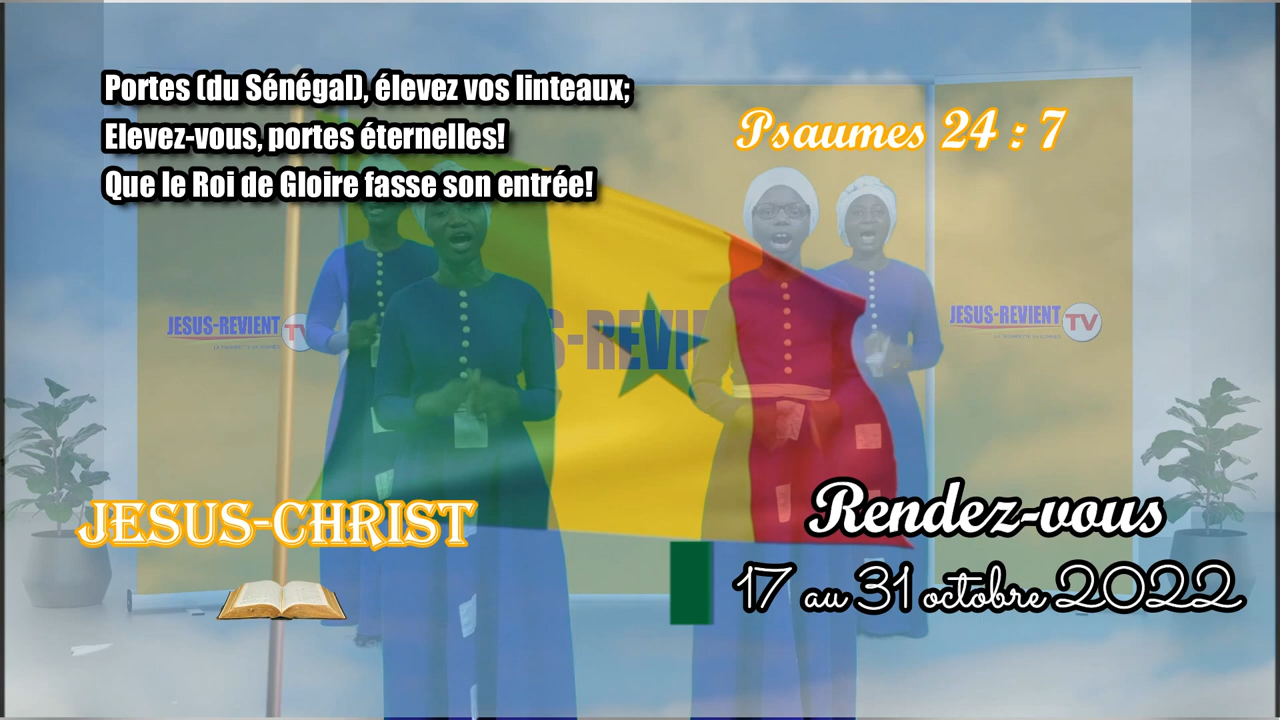 Portes (du Sénégal), élevez vos linteaux;
Elevez-vous, portes éternelles!
Que le Roi de Gloire fasse son entrée!
Psaumes 24 : 7
JESUS-REVIENT TV
S-REVI
JESUS-REVIENT TV
JESUS-CHRIST
Rendez-vous
17 au 31 octobre 2022